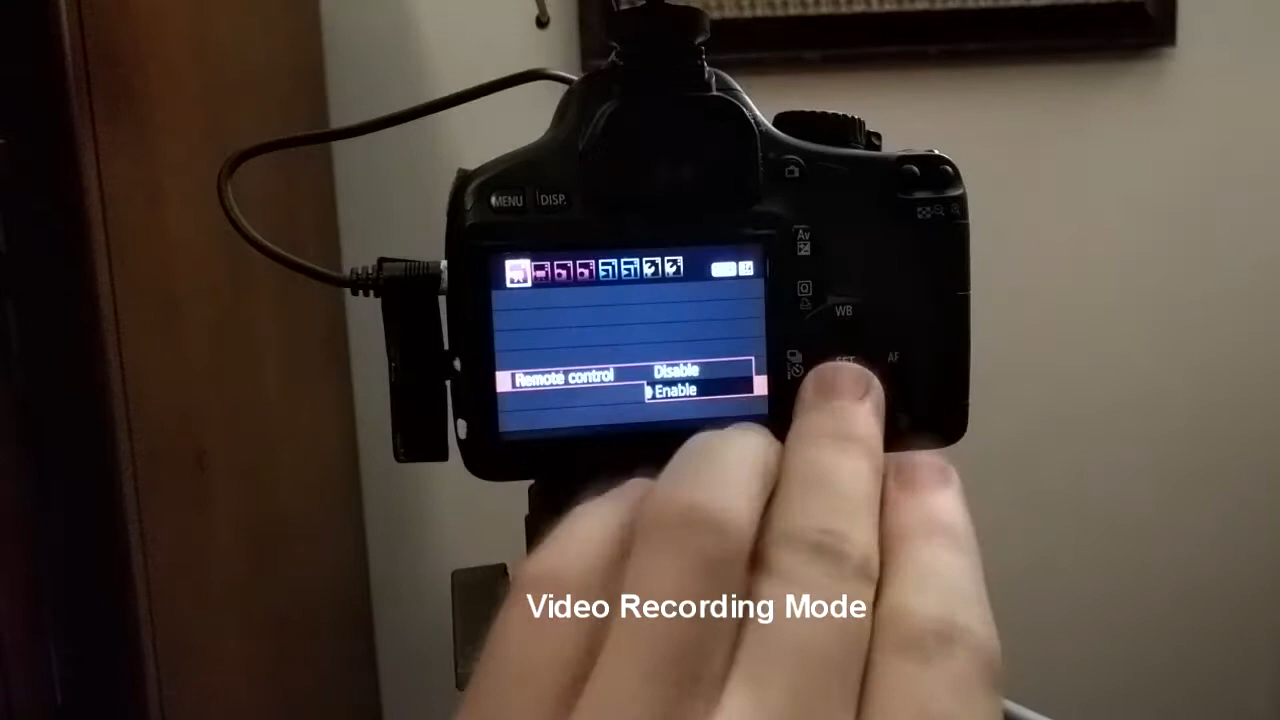 MENU DISP.
Av
Q
WB
SET
AF
Remote control
Disable
Enable
Video Recording Mode